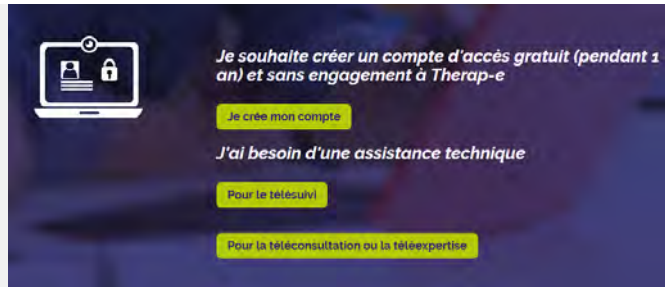 Je souhaite créer un compte d'accès gratuit (pendant 1
an) et sans engagement à Therap-e
Je crée mon compte
J'ai besoin d'une assistance technique
Pour le télésuivi
Pour la téléconsultation ou la téléexpertise